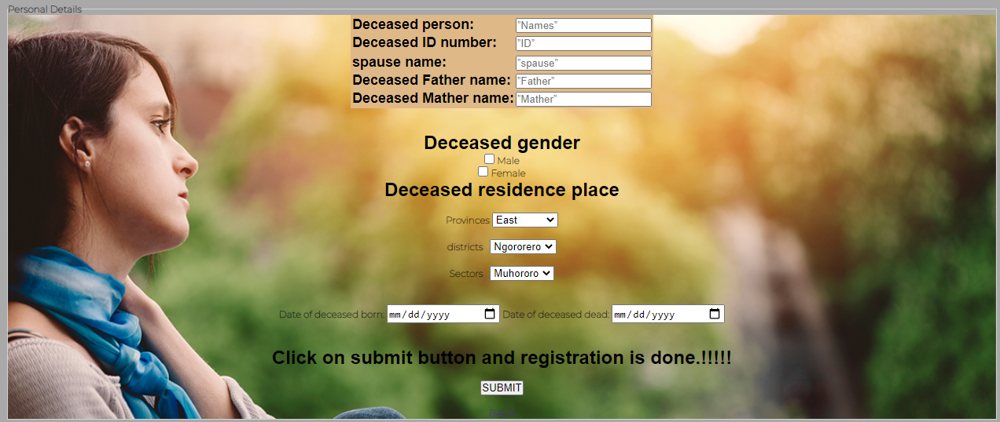 Personal Details
Deceased person: "Names"
Deceased ID number: "ID"
spause name: "spause"
Deceased Father name: "Father"
Deceased Mather name: "Mather"
Deceased gender
Male
Female
Deceased residence place
Provinces East
districts Ngororero
Sectors Muhororo
Date of deceased born: mm/dd/yyyy Date of deceased dead: mm/dd/yyyy
Click on submit button and registration is done.!!!!!
SUBMIT
BACK